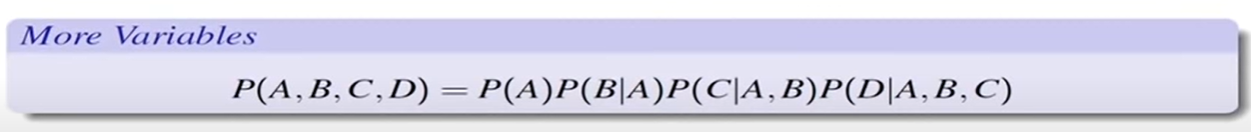 More Variables
P(A,B,C,D) = P(A)P(B|A)P(C|A,B)P(D|A,B,C)